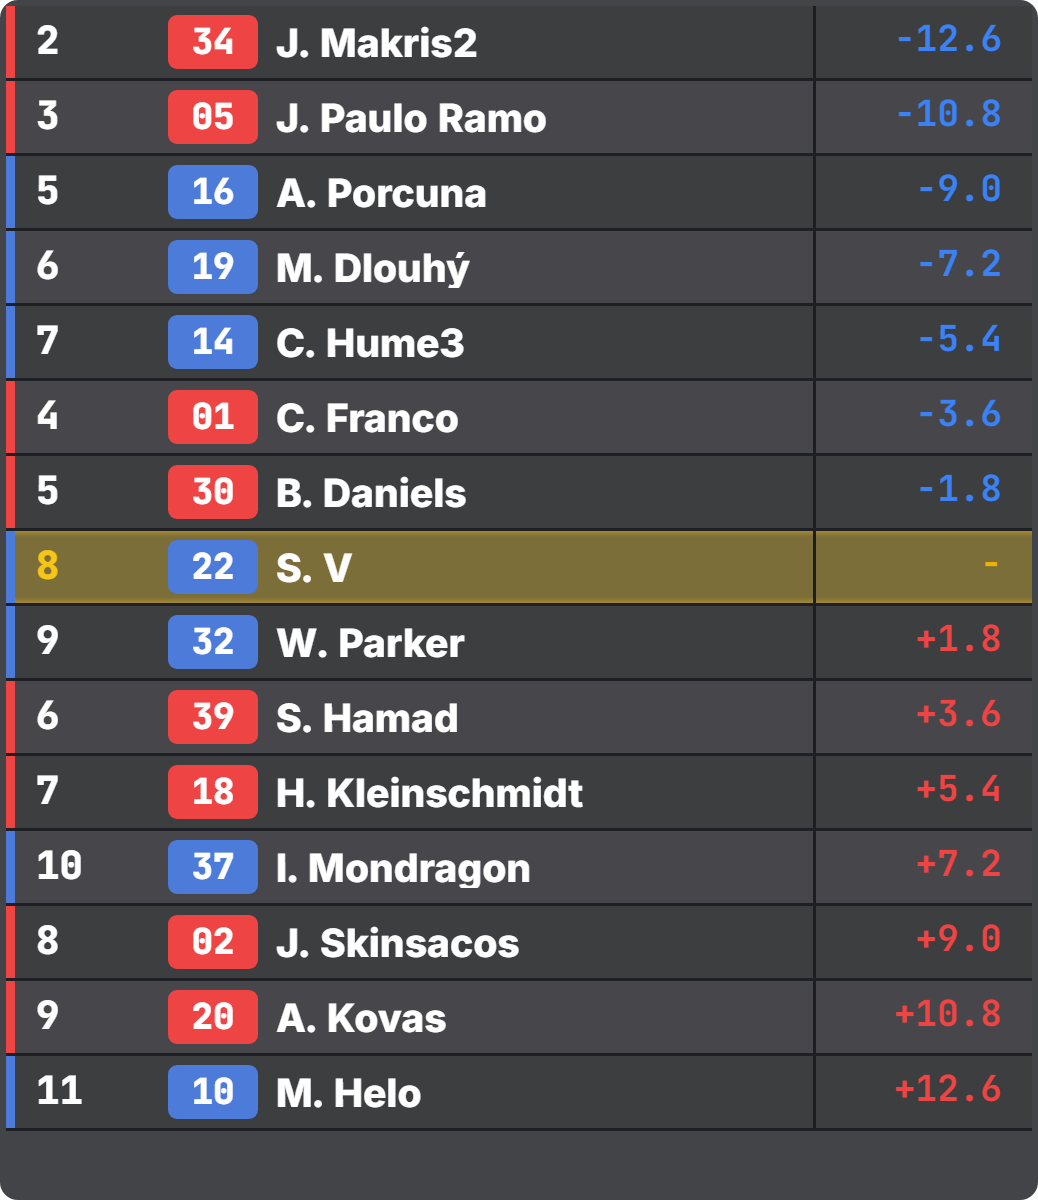 2 34 J. Makris2 -12.6
3 05 J. Paulo Ramo -10.8
5 16 A. Porcuna -9.0
6 19 M. Dlouhý -7.2
7 14 C. Hume3 -5.4
4 01 C. Franco -3.6
5 30 B. Daniels -1.8
8 22 S. V -
9 32 W. Parker +1.8
6 39 S. Hamad +3.6
7 18 H. Kleinschmidt +5.4
10 37 I. Mondragon +7.2
8 02 J. Skinsacos +9.0
9 20 A. Kovas +10.8
11 10 M. Helo +12.6